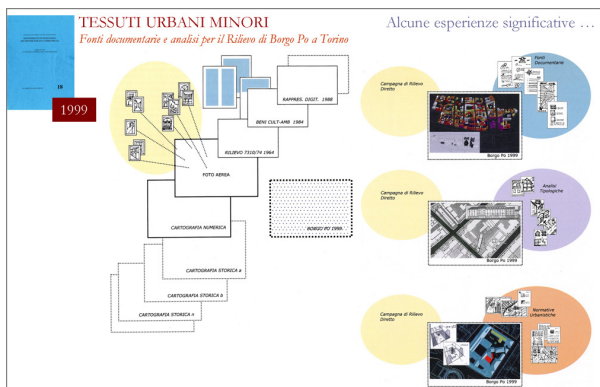 TESSUTI URBANI MINORI
Fonti documentarie e analisi per il Rilievo di Borgo Po a Torino
Alcune esperienze significative …
18
1999
RAPPRES. DIGIT. 1988
BENI CULT-AMB 1984
RILIEVO 7310/74 1964
FOTO AEREA
CARTOGRAFIA NUMERICA
CARTOGRAFIA STORICA a
CARTOGRAFIA STORICA b
CARTOGRAFIA STORICA n
BORGO PO 1999
Campagna di Rilievo
Diretto
Fonti
Documentarie
Borgo Po 1999
Campagna di Rilievo
Diretto
Analisi
Tipologiche
Borgo Po 1999
Campagna di Rilievo
Diretto
Normative
Urbanistiche
Borgo Po 1999